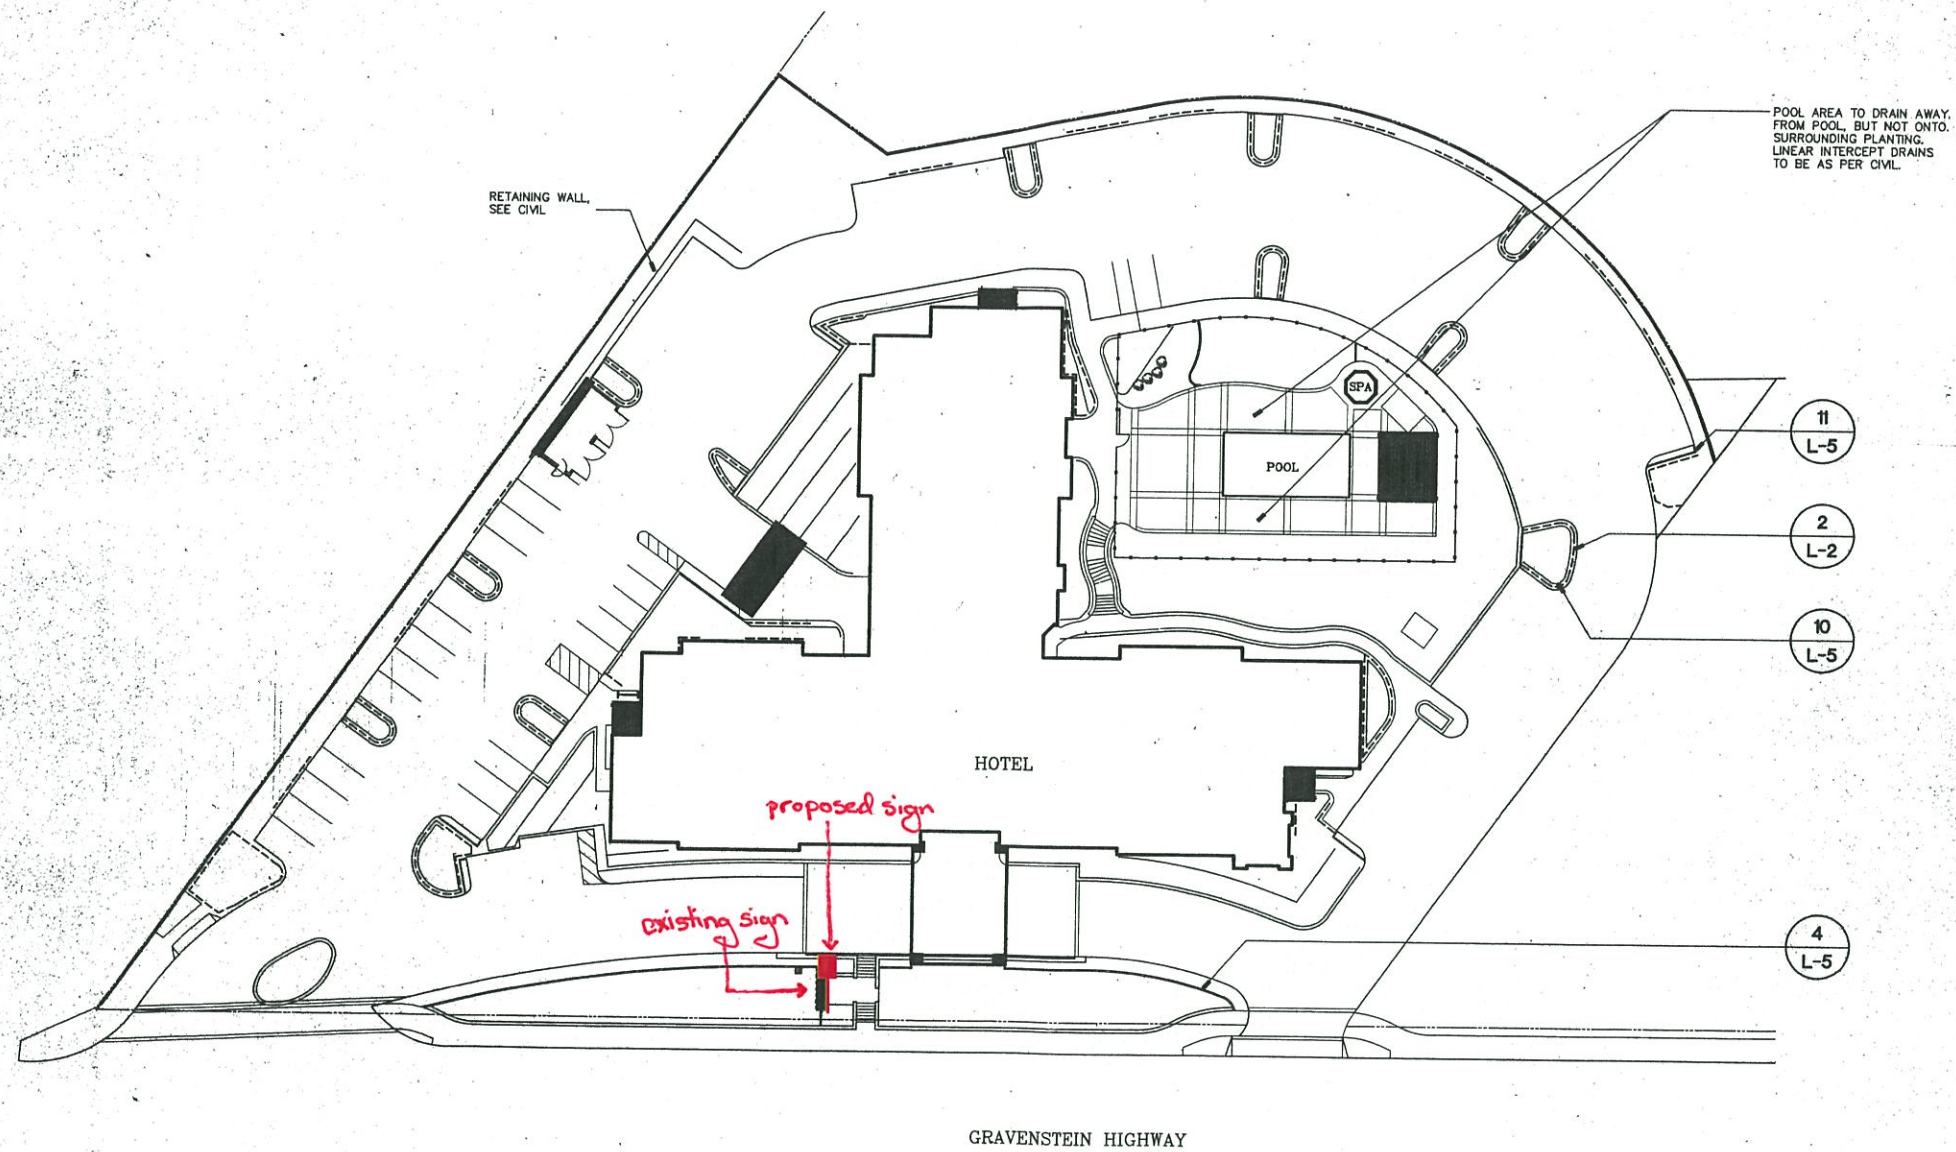 POOL AREA TO DRAIN AWAY.
FROM POOL, BUT NOT ONTO.
SURROUNDING PLANTING.
LINEAR INTERCEPT DRAINS
TO BE AS PER CIVIL.
RETAINING WALL,
SEE CIVIL
SPA
11
L-5
POOL
2
L-2
10
L-5
HOTEL
proposed sign
existing sign
4
L-5
GRAVENSTEIN HIGHWAY